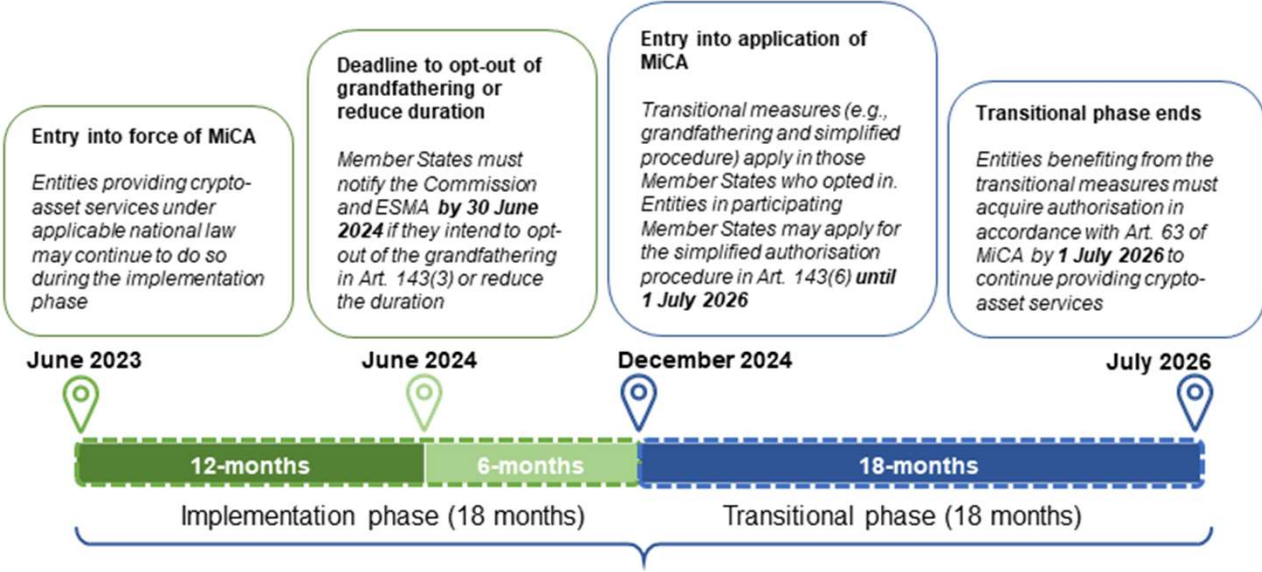 Entry into force of MiCA
Entities providing crypto-
asset services under
applicable national law
may continue to do so
during the implementation
phase
Deadline to opt-out of
grandfathering or
reduce duration
Member States must
notify the Commission
and ESMA by 30 June
2024 if they intend to opt-
out of the grandfathering
in Art. 143(3) or reduce
the duration
Entry into application of
MiCA
Transitional measures (e.g.,
grandfathering and simplified
procedure) apply in those
Member States who opted in.
Entities in participating
Member States may apply for
the simplified authorisation
procedure in Art. 143(6) until
1 July 2026
Transitional phase ends
Entities benefiting from the
transitional measures must
acquire authorisation in
accordance with Art. 63 of
MiCA by 1 July 2026 to
continue providing crypto-
asset services
June 2023
June 2024
December 2024
July 2026
12-months
6-months
18-months
Implementation phase (18 months)
Transitional phase (18 months)